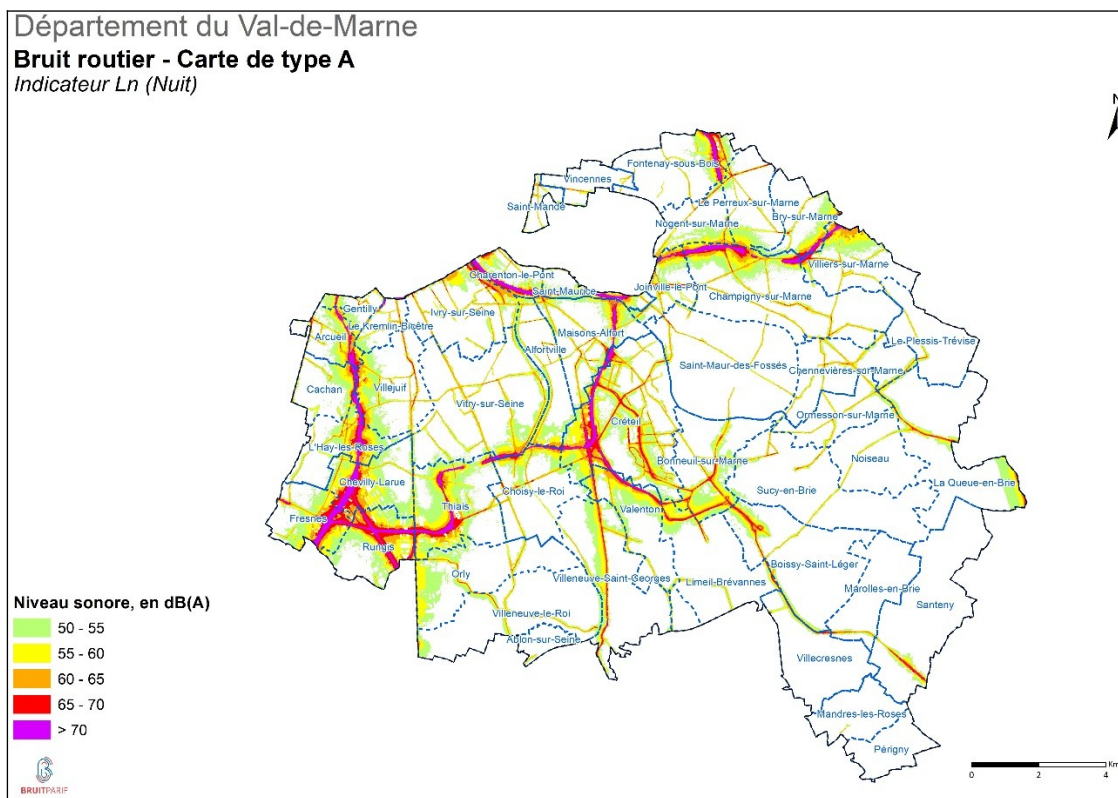 Département du Val-de-Marne
Bruit routier - Carte de type A
Indicateur Ln (Nuit)
N
Fontenay-sous-Bois
Vincennes
Saint-Mandé
Le Perreux-sur-Marne
Bry-sur-Marne
Nogent-sur-Marne
Villiers-sur-Marne
Charenton-le-Pont
Saint-Maurice
Joinville-le-Pont
Champigny-sur-Marne
Gentilly
Ivry-sur-Seine
Le Kremlin-Bicêtre
Arcueil
Maisons-Alfort
Alfortville
Le Plessis-Trévise
Saint-Maur-des-Fossés
Chennevières-sur-Marne
Cachan
Villejuif
Vitry-sur-Seine
Créteil
Ormesson-sur-Marne
L'Hay-les-Roses
Bonneuil-sur-Marne
Noiseau
Chevilly-Larue
Choisy-le-Roi
Sucy-en-Brie
La Queue-en-Brie
Thiais
Valenton
Fresnes
Rungis
Boissy-Saint-Léger
Orly
Villeneuve-Saint-Georges
Limeil-Brévannes
Marolles-en-Brie
Santeny
Villeneuve-le-Roi
Ablon-sur-Seine
Villecresnes
Mandres-les-Roses
Périgny
Niveau sonore, en dB(A)
50 - 55
55 - 60
60 - 65
65 - 70
> 70
BRUITPARIF
Km
0 2 4